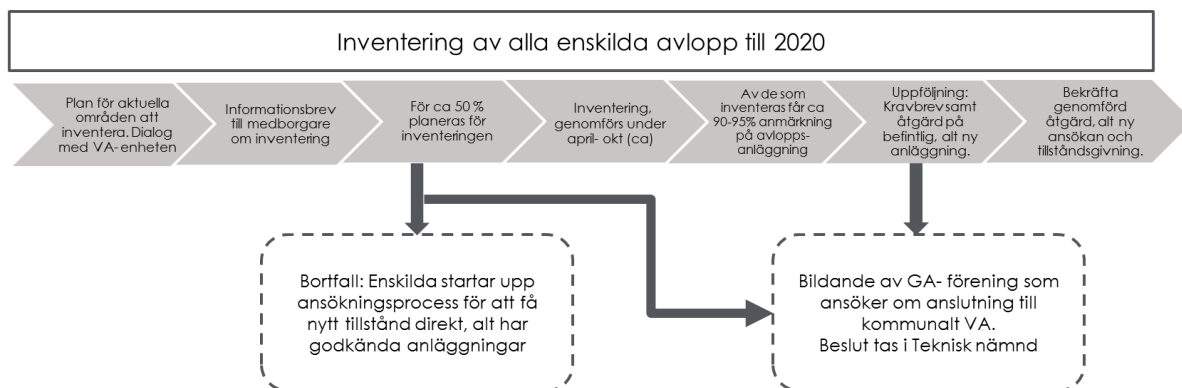 Inventering av alla enskilda avlopp till 2020
Plan för aktuella
områden att
inventera. Dialog
med VA- enheten
Informationsbrev
till medborgare
om inventering
För ca 50 %
planeras för
inventeringen
Inventering,
genomförs under
april- okt (ca)
Av de som
inventeras får ca
90-95% anmärkning
på avlopps-
anläggning
Uppföljning:
Kravbrev samt
åtgärd på
befintlig, alt ny
anläggning.
Bekräfta
genomförd
åtgärd, alt ny
ansökan och
tillståndsgivning.
Bortfall: Enskilda startar upp
ansökningsprocess för att få
nytt tillstånd direkt, alt har
godkända anläggningar
Bildande av GA- förening som
ansöker om anslutning till
kommunalt VA.
Beslut tas i Teknisk nämnd